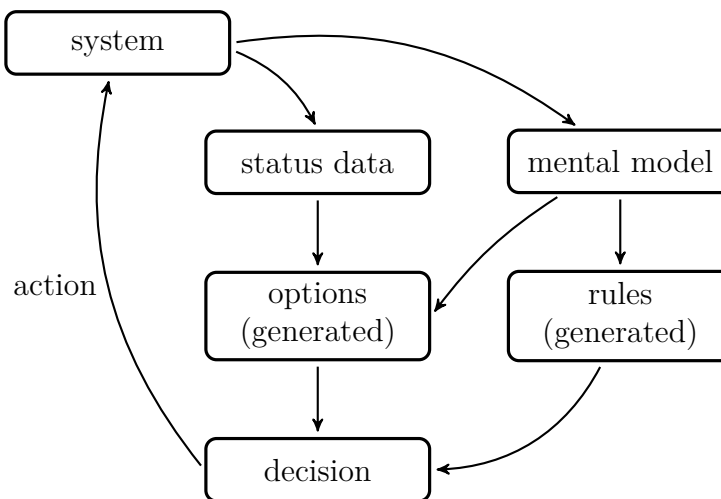 system
status data
mental model
action
options
(generated)
rules
(generated)
decision